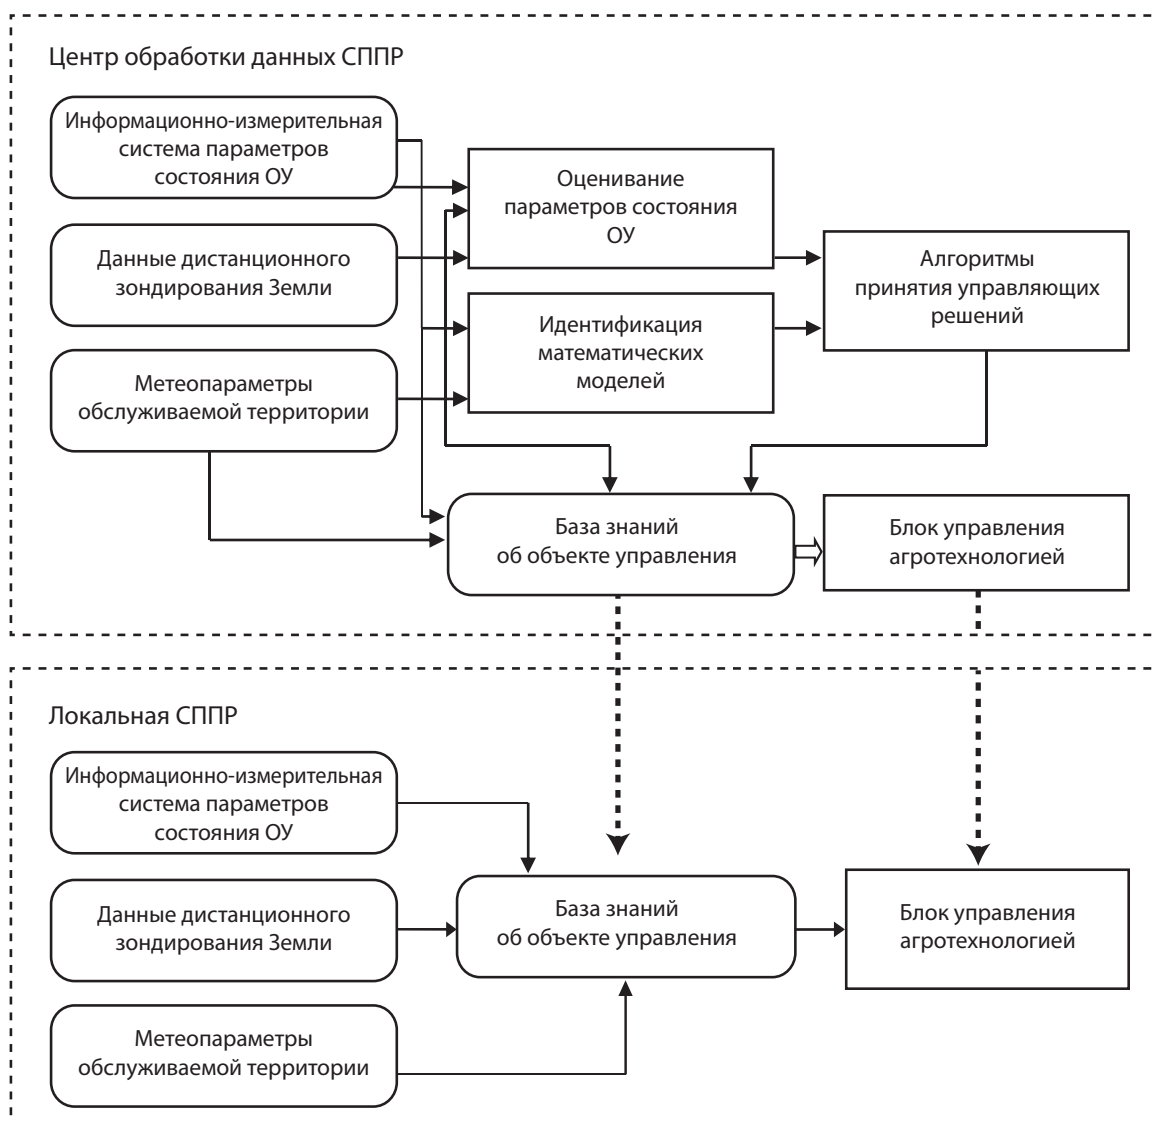 Центр обработки данных СППР
Информационно-измерительная
система параметров
состояния ОУ
Данные дистанционного
зондирования Земли
Метеопараметры
обслуживаемой территории
Оценивание
параметров состояния
ОУ
Идентификация
математических
моделей
Алгоритмы
принятия управляющих
решений
База знаний
об объекте управления
Блок управления
агротехнологией
Локальная СППР
Информационно-измерительная
система параметров
состояния ОУ
Данные дистанционного
зондирования Земли
Метеопараметры
обслуживаемой территории
База знаний
об объекте управления
Блок управления
агротехнологией